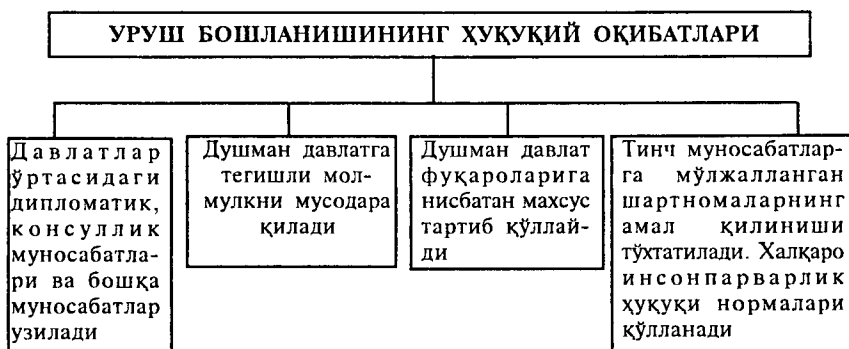 УРУШ БОШЛАНИШИНИНГ ҲУҚУҚИЙ ОҚИБАТЛАРИ
Давлатлар
ўртасидаги
дипломатик,
консуллик
муносабатла-
ри ва бошқа
муносабатлар
узилади
Душман давлатга
тегишли мол-
мулкни мусодара
қилади
Душман давлат
фуқароларига
нисбатан махсус
тартиб қўллай-
ди
Тинч муносабатлар-
га мўлжалланган
шартномаларнинг
амал қилиниши
тўхтатилади. Халқаро
инсонпарварлик
ҳуқуқи нормалари
қўлланади